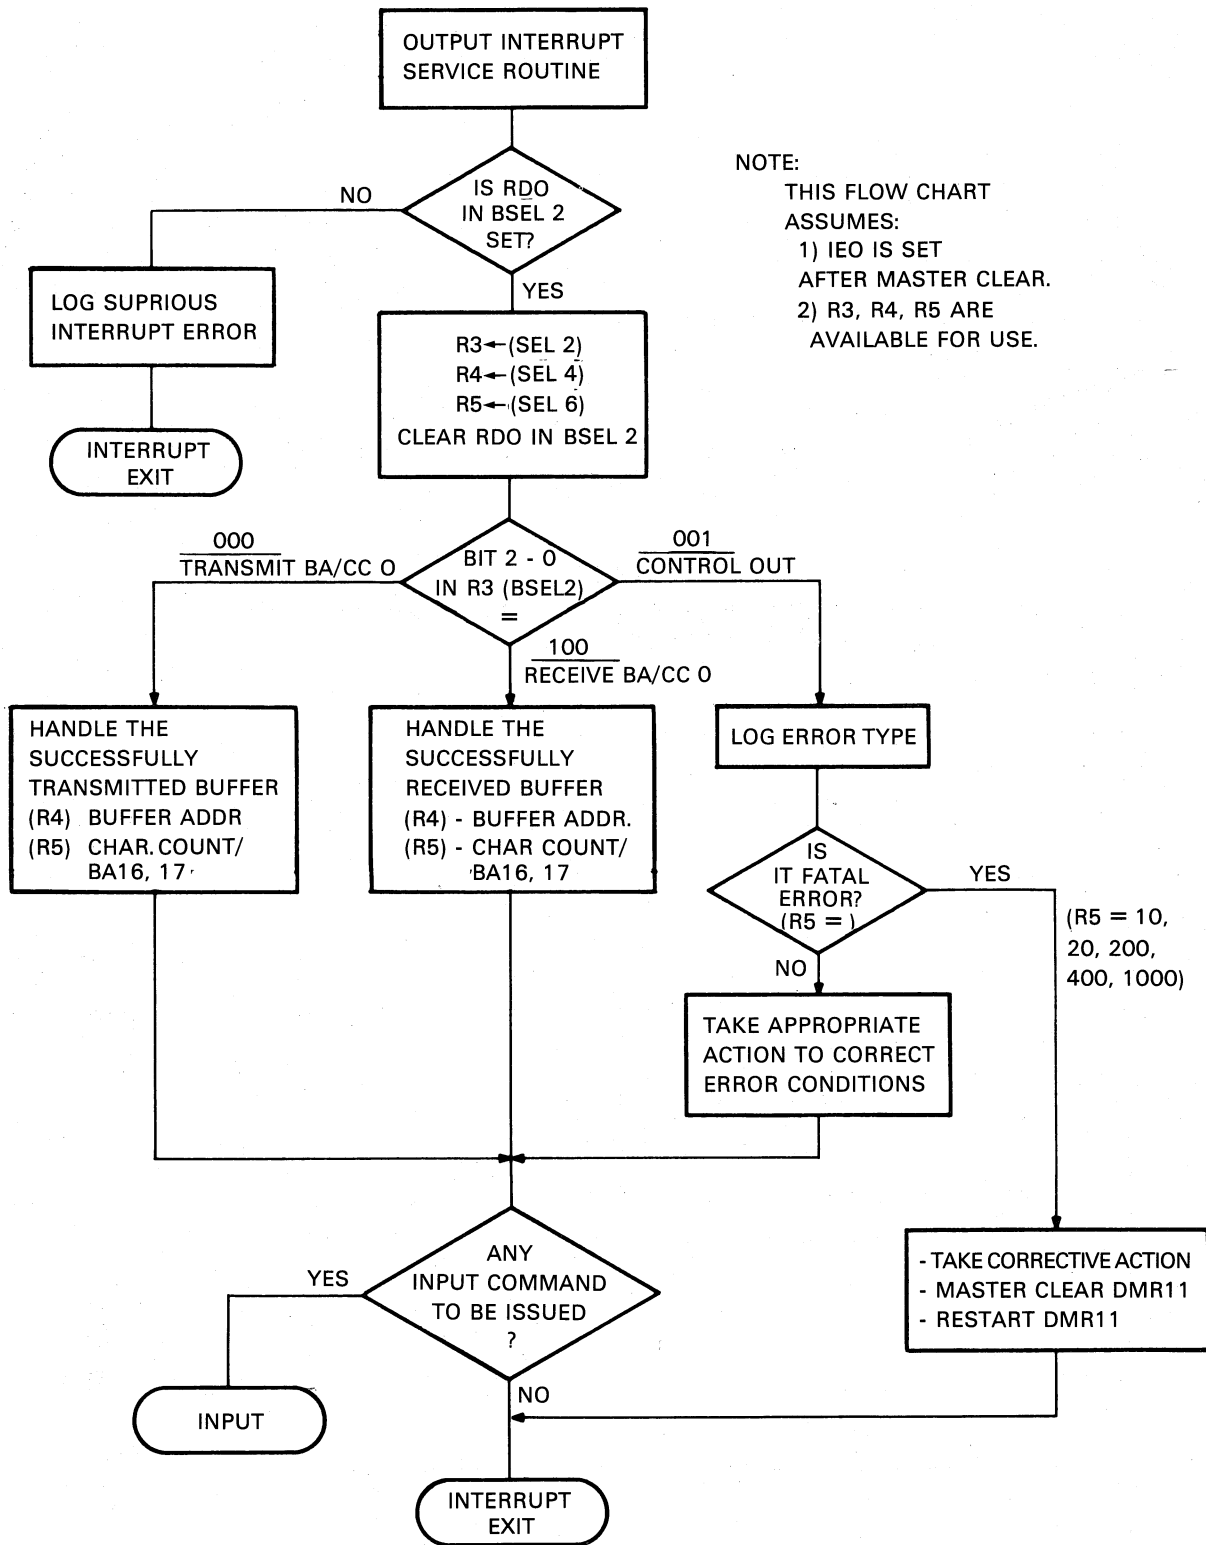 OUTPUT INTERRUPT
SERVICE ROUTINE
NOTE:
THIS FLOW CHART
ASSUMES:
1) IEO IS SET
AFTER MASTER CLEAR.
2) R3, R4, R5 ARE
AVAILABLE FOR USE.
IS RDO
IN BSEL 2
SET?
NO
YES
LOG SUPRIOUS
INTERRUPT ERROR
INTERRUPT
EXIT
R3←(SEL 2)
R4←(SEL 4)
R5←(SEL 6)
CLEAR RDO IN BSEL 2
BIT 2 - 0
IN R3 (BSEL2)
=
000
TRANSMIT BA/CC O
001
CONTROL OUT
100
RECEIVE BA/CC O
HANDLE THE
SUCCESSFULLY
TRANSMITTED BUFFER
(R4) BUFFER ADDR
(R5) CHAR. COUNT/
BA16, 17
HANDLE THE
SUCCESSFULLY
RECEIVED BUFFER
(R4) - BUFFER ADDR.
(R5) - CHAR COUNT/
BA16, 17
LOG ERROR TYPE
IS
IT FATAL
ERROR?
(R5 = )
YES
(R5 = 10,
20, 200,
400, 1000)
NO
TAKE APPROPRIATE
ACTION TO CORRECT
ERROR CONDITIONS
ANY
INPUT COMMAND
TO BE ISSUED
?
YES
INPUT
NO
- TAKE CORRECTIVE ACTION
- MASTER CLEAR DMR11
- RESTART DMR11
INTERRUPT
EXIT